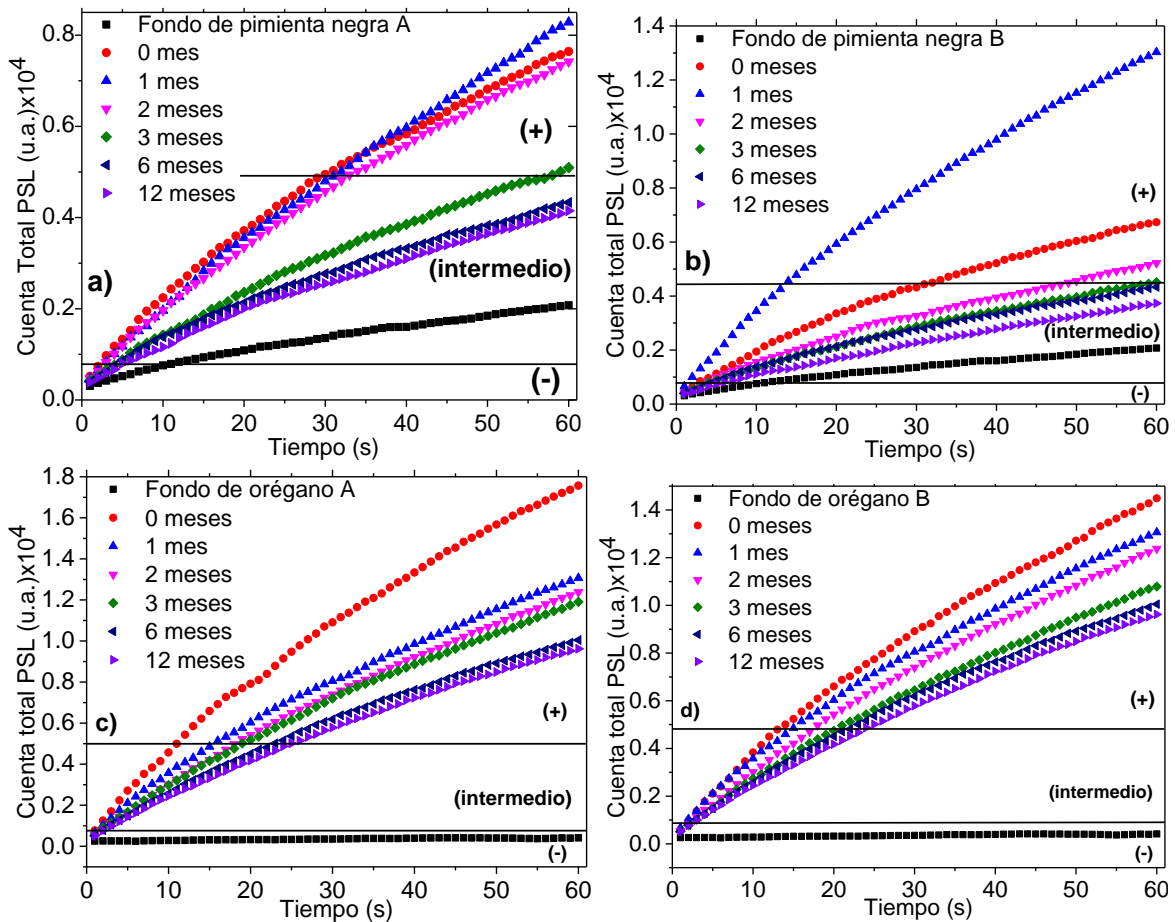 Cuenta Total PSL (u.a.)x10^4
0.8
0.6
0.4
0.2
0.0
Fondo de pimienta negra A
0 mes
1 mes
2 meses
3 meses
6 meses
12 meses
(+)
a)
(intermedio)
(-)
0 10 20 30 40 50 60
Tiempo (s)
Cuenta total PSL (u.a.)x10^4
1.4
1.2
1.0
0.8
0.6
0.4
0.2
0.0
Fondo de pimienta negra B
0 meses
1 mes
2 meses
3 meses
6 meses
12 meses
(+)
b)
(intermedio)
(-)
0 10 20 30 40 50 60
Tiempo (s)
Cuenta total PSL (u.a.)x10^4
1.8
1.6
1.4
1.2
1.0
0.8
0.6
0.4
0.2
0.0
Fondo de orégano A
0 meses
1 mes
2 meses
3 meses
6 meses
12 meses
c)
(+)
(intermedio)
(-)
0 10 20 30 40 50 60
Tiempo (s)
Cuenta total PSL (u.a.)x10^4
1.4
1.2
1.0
0.8
0.6
0.4
0.2
0.0
Fondo de orégano B
0 meses
1 mes
2 meses
3 meses
6 meses
12 meses
d)
(+)
(intermedio)
(-)
0 10 20 30 40 50 60
Tiempo (s)